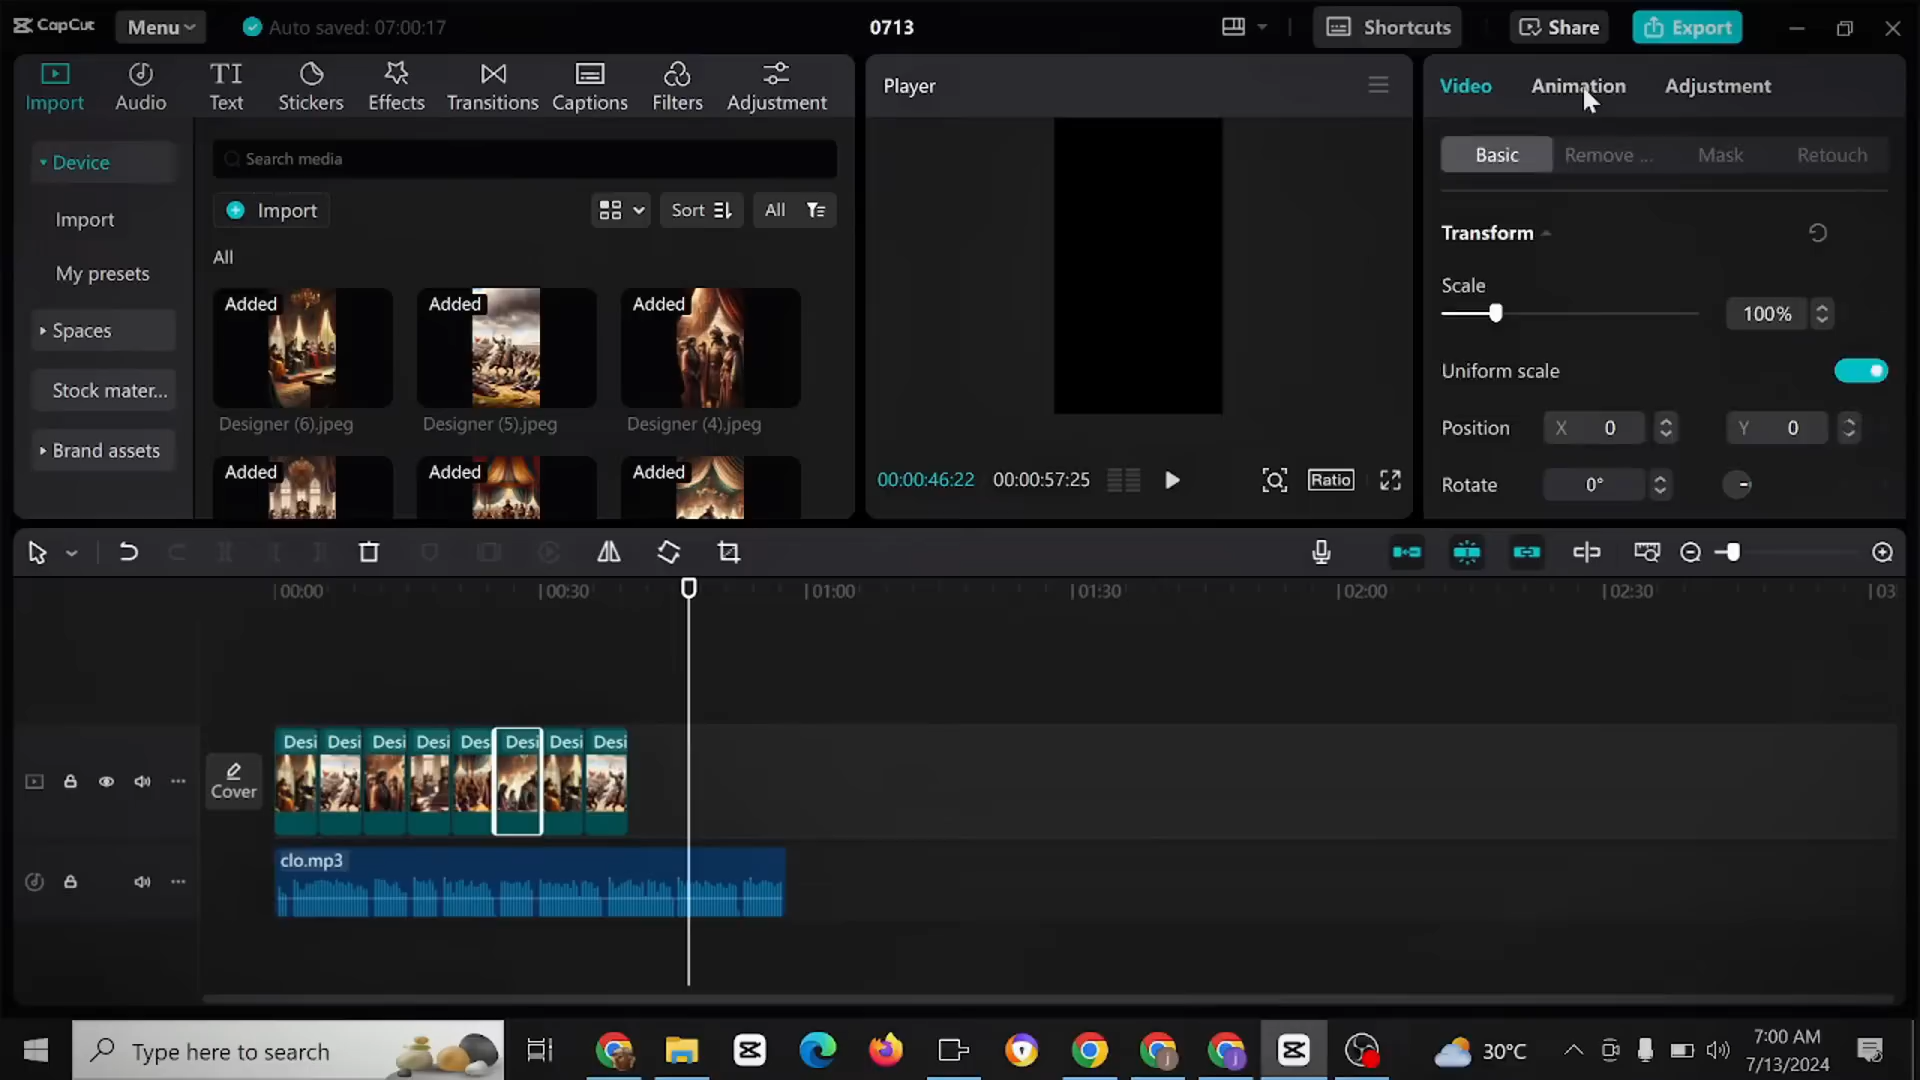 CapCut
Menu
Auto saved: 07:00:17
0713
Shortcuts
Share
Export
Import
Audio
TI
Text
Stickers
Effects
Transitions
Captions
Filters
Adjustment
Player
Video
Animation
Adjustment
Device
Import
My presets
Spaces
Stock mater...
Brand assets
Search media
Import
Sort
All
All
Added
Added
Added
Designer (6).jpeg
Designer (5).jpeg
Designer (4).jpeg
Added
Added
Added
00:00:46:22
00:00:57:25
Ratio
Basic
Remove ...
Mask
Retouch
Transform
Scale
100%
Uniform scale
Position
X 0
Y 0
Rotate
0°
00:00
00:30
01:00
01:30
02:00
02:30
03
Cover
Desi
Desi
Desi
Desi
Desi
Desi
Desi
Desi
clo.mp3
Type here to search
30°C
7:00 AM
7/13/2024